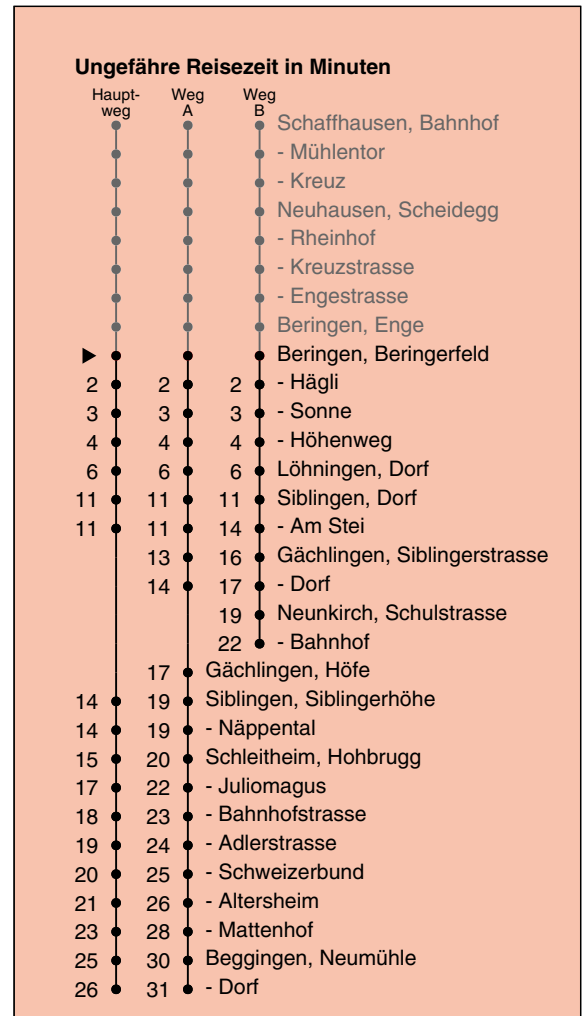 Ungefähre Reisezeit in Minuten
Haupt- Weg Weg
weg A B
Schaffhausen, Bahnhof
- Mühlentor
- Kreuz
Neuhausen, Scheidegg
- Rheinhof
- Kreuzstrasse
- Engestrasse
Beringen, Enge
Beringen, Beringerfeld
2 2 2 - Hägli
3 3 3 - Sonne
4 4 4 - Höhenweg
6 6 6 Löhningen, Dorf
11 11 11 Siblingen, Dorf
11 11 14 - Am Stei
13 16 Gächlingen, Siblingerstrasse
14 17 - Dorf
19 Neunkirch, Schulstrasse
22 - Bahnhof
17 Gächlingen, Höfe
14 19 Siblingen, Siblingerhöhe
14 19 - Näppental
15 20 Schleitheim, Hohbrugg
17 22 - Juliomagus
18 23 - Bahnhofstrasse
19 24 - Adlerstrasse
20 25 - Schweizerbund
21 26 - Altersheim
23 28 - Mattenhof
25 30 Beggingen, Neumühle
26 31 - Dorf